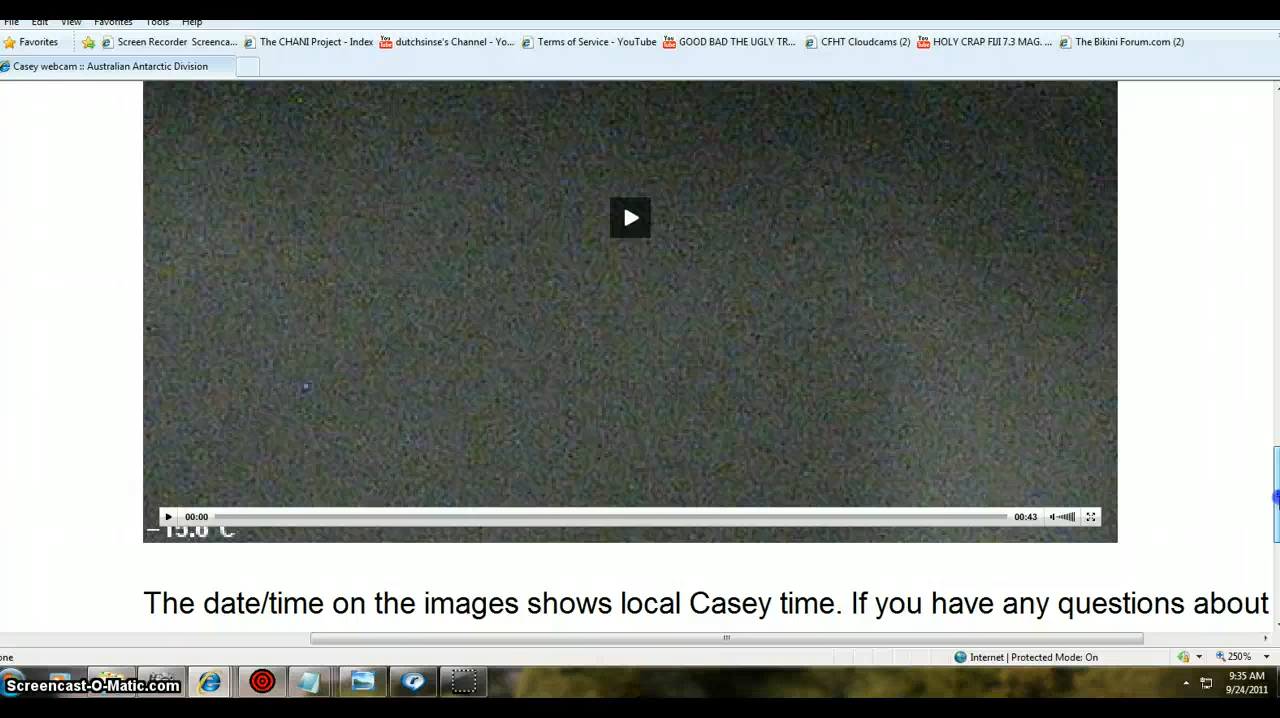 File Edit View Favorites Tools Help
Favorites Screen Recorder Screenca... The CHANI Project - Index dutchsinse's Channel - Yo... Terms of Service - YouTube GOOD BAD THE UGLY TR... CFHT Cloudcams (2) HOLY CRAP FIJI 7.3 MAG. ... The Bikini Forum.com (2)
Casey webcam :: Australian Antarctic Division
00:00 00:43
The date/time on the images shows local Casey time. If you have any questions about
one Internet | Protected Mode: On 250%
Screencast-O-Matic.com
9:35 AM
9/24/2011